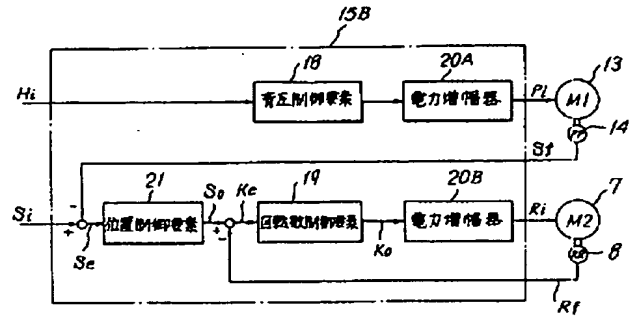 15B
Hi
18
背圧制御要素
20A
電力増幅器
Pi
13
M1
14
Sf
Si
+
-
Se
21
位置制御要素
So
+
-
Ke
19
回転数制御要素
Ko
20B
電力増幅器
Ri
7
M2
8
Rf